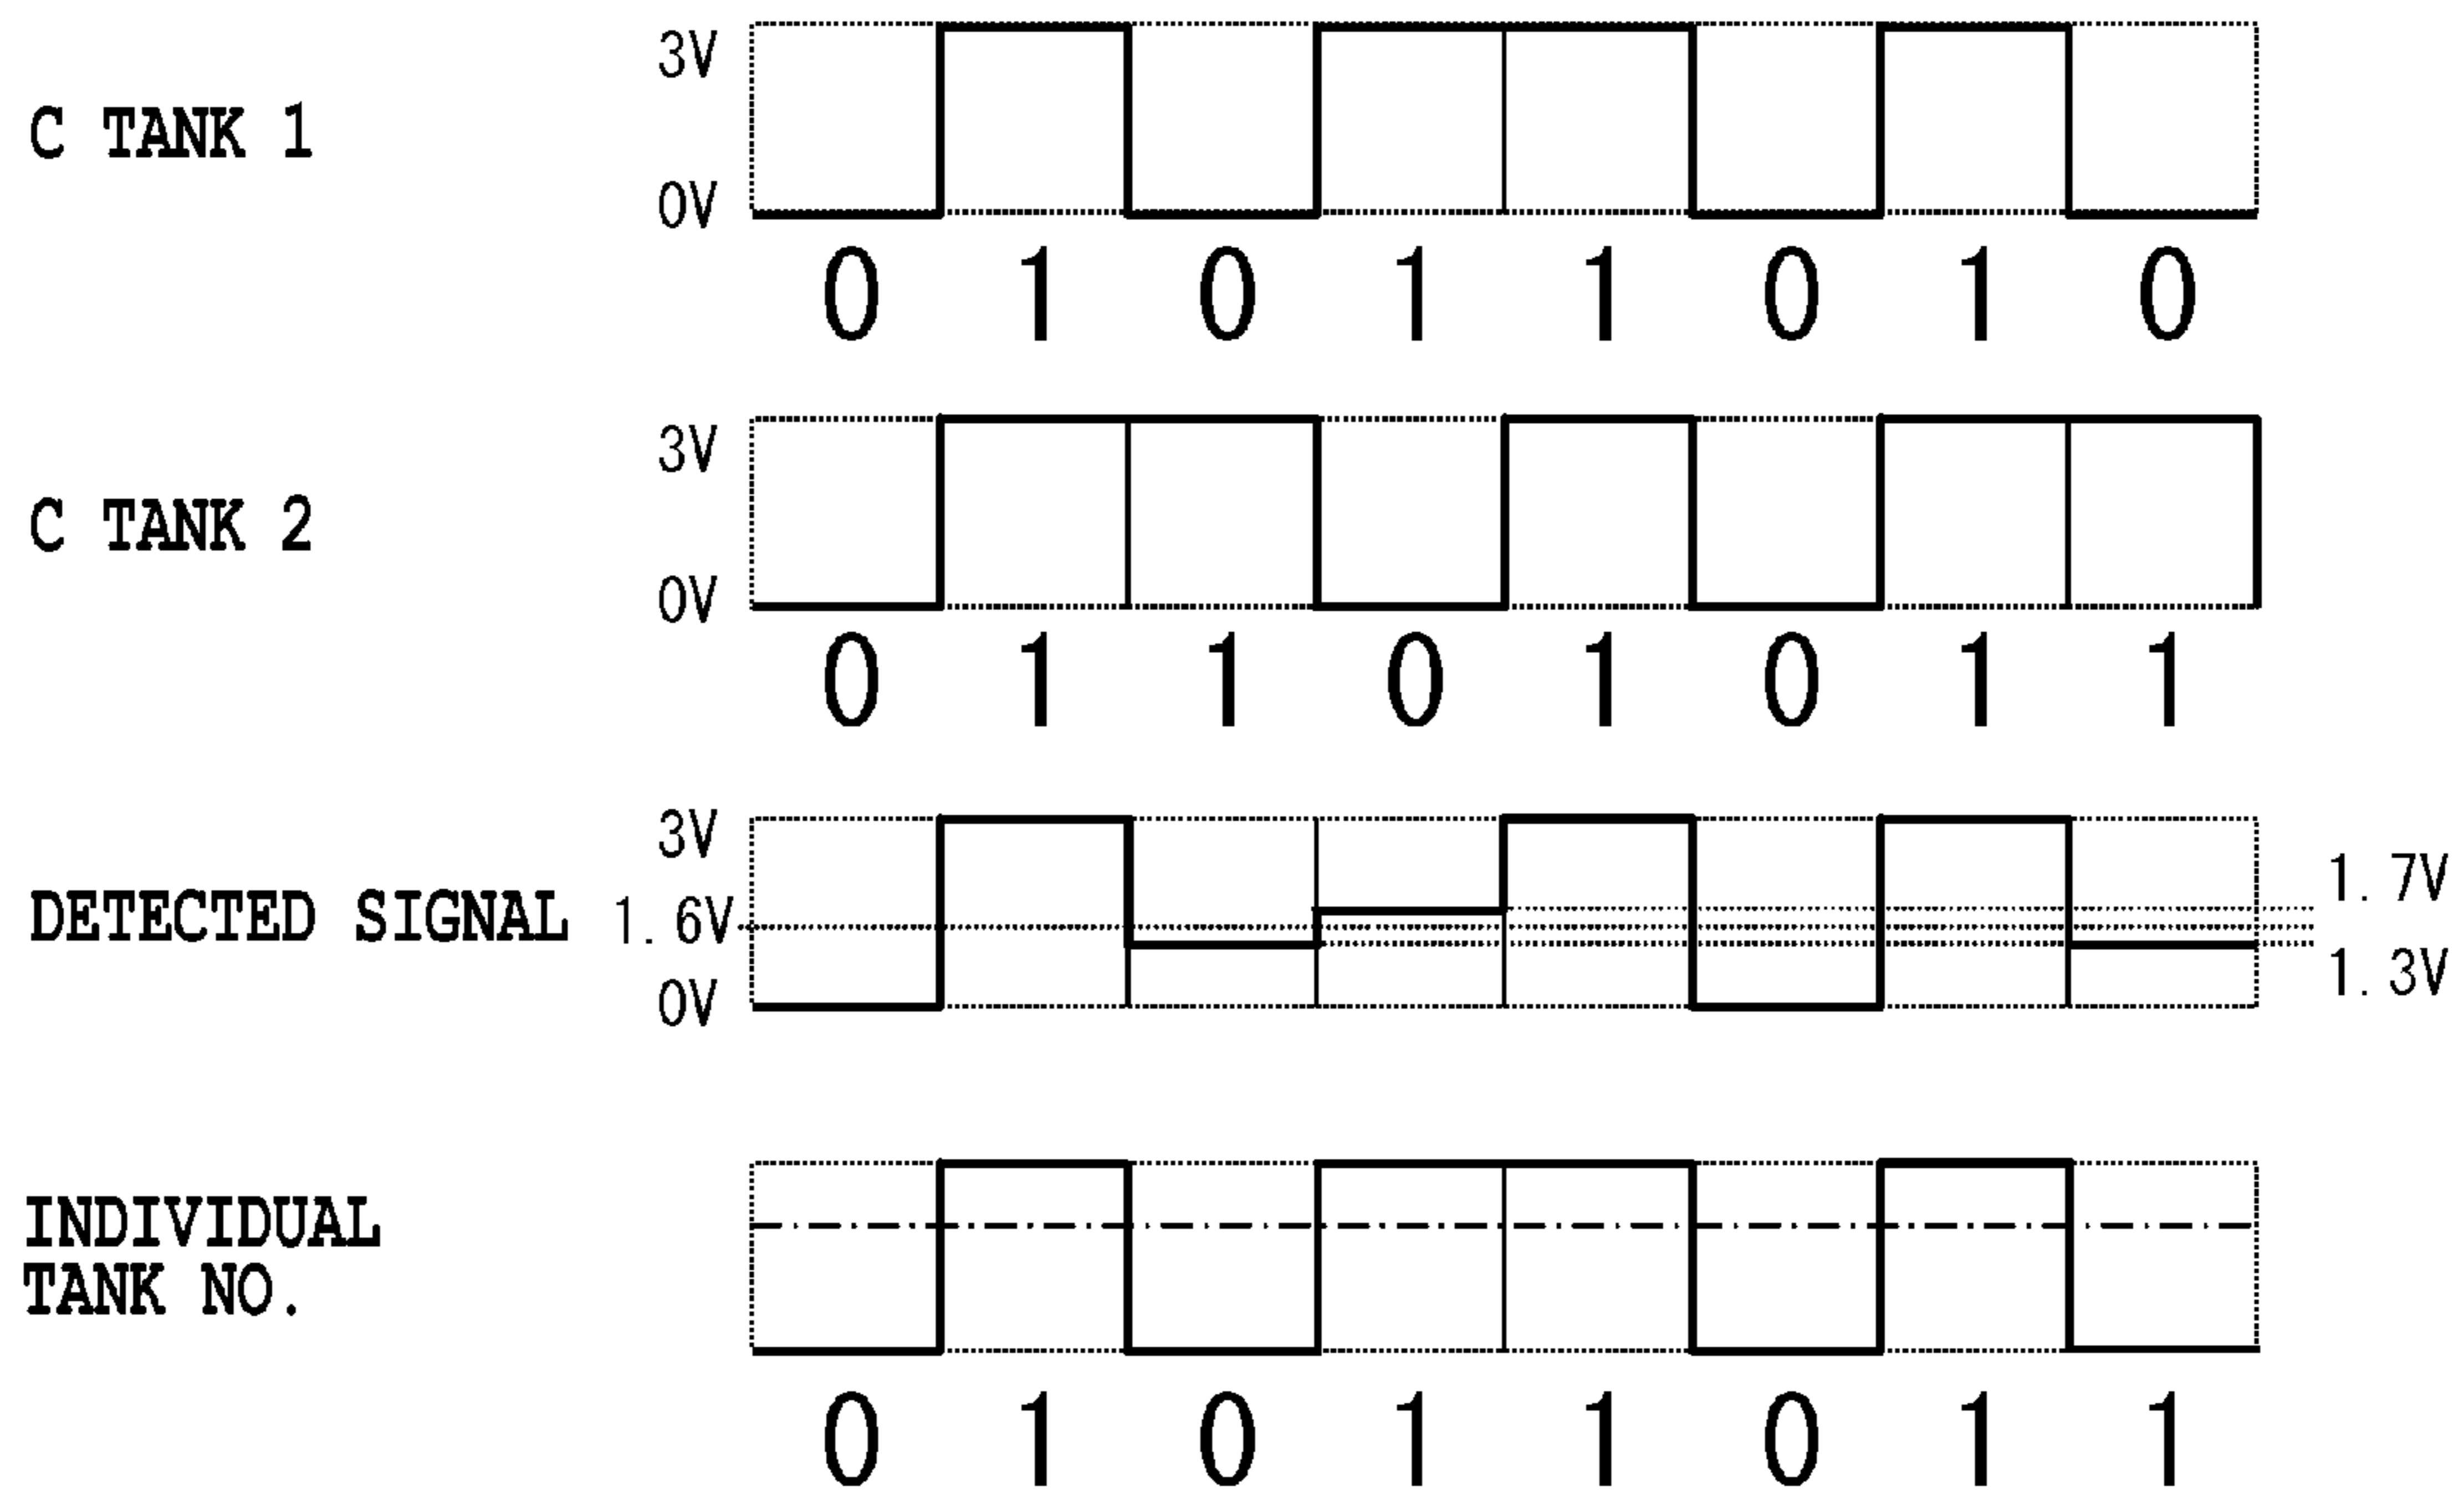 3V
C TANK 1
0V
0 1 0 1 1 0 1 0
3V
C TANK 2
0V
0 1 1 0 1 0 1 1
3V
1.7V
DETECTED SIGNAL 1.6V
1.3V
0V
INDIVIDUAL
TANK NO.
0 1 0 1 1 0 1 1